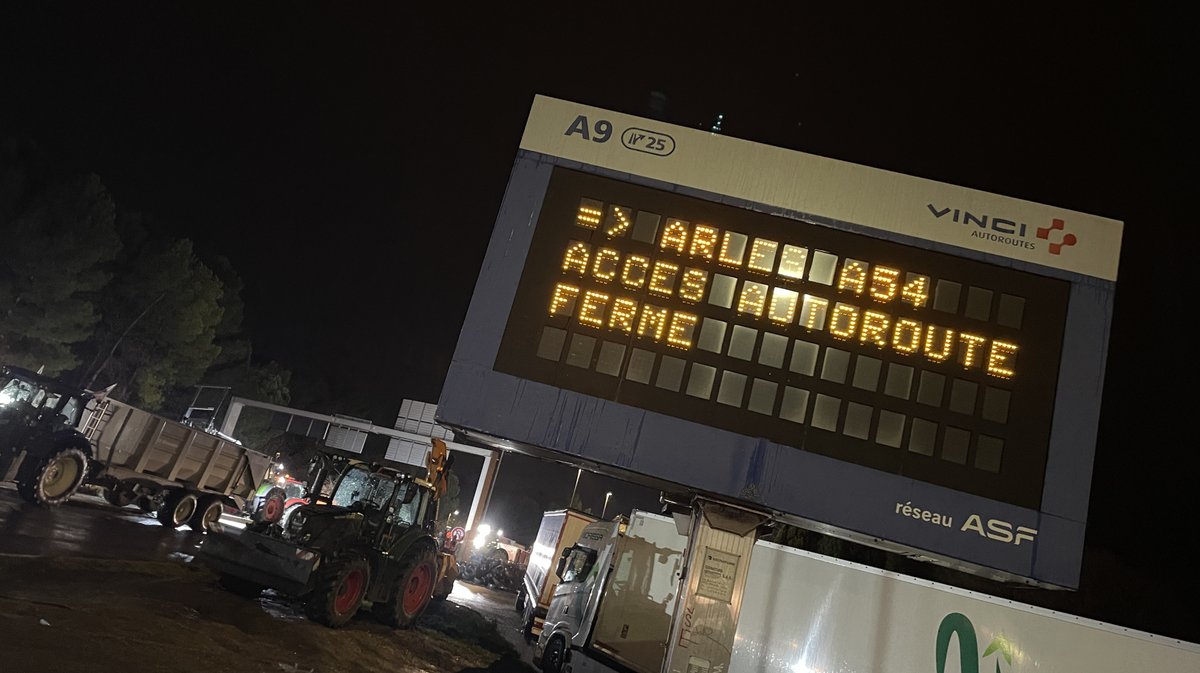 A9 25
VINCI
AUTOROUTES
=> ARLES A54
ACCES AUTOROUTE
FERME
réseau ASF